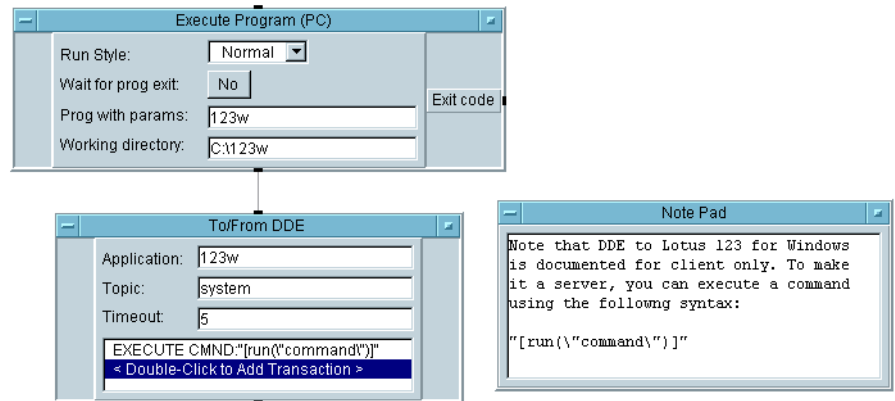 Execute Program (PC)
Run Style: Normal
Wait for prog exit: No
Prog with params: 123w
Working directory: C:\123w
Exit code
To/From DDE
Application: 123w
Topic: system
Timeout: 5
EXECUTE CMND:"[run(\"command\")]"
< Double-Click to Add Transaction >
Note Pad
Note that DDE to Lotus 123 for Windows
is documented for client only. To make
it a server, you can execute a command
using the followng syntax:
"[run(\"command\")]"